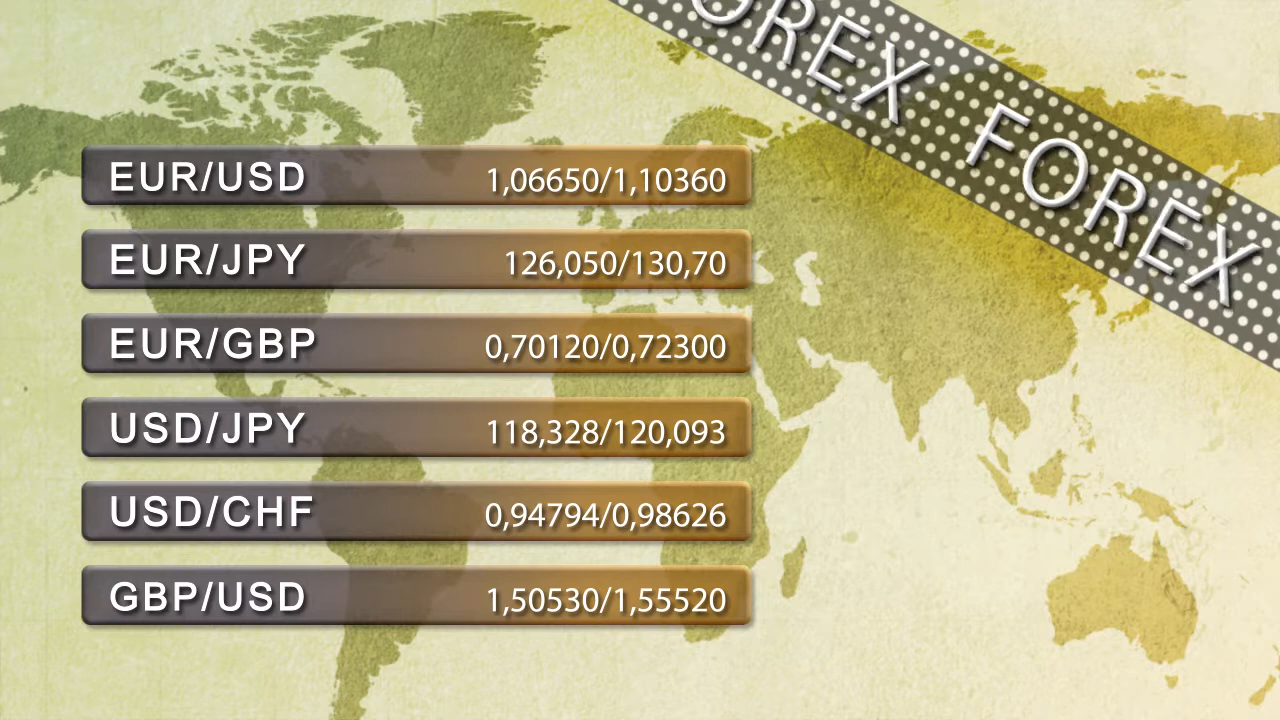 FOREX FOREX
EUR/USD 1,06650/1,10360
EUR/JPY 126,050/130,70
EUR/GBP 0,70120/0,72300
USD/JPY 118,328/120,093
USD/CHF 0,94794/0,98626
GBP/USD 1,50530/1,55520